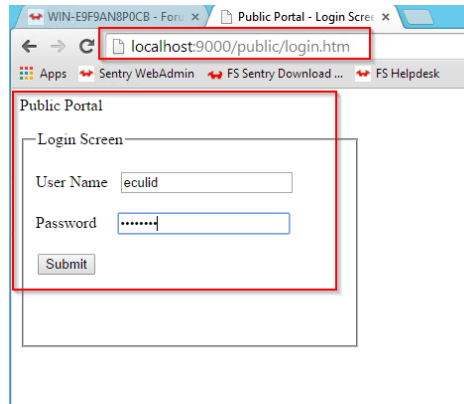 WIN-E9F9AN8P0CB - Foru
Public Portal - Login Scree
localhost:9000/public/login.htm
Apps Sentry WebAdmin FS Sentry Download ... FS Helpdesk
Public Portal
Login Screen
User Name eculid
Password ••••••••
Submit